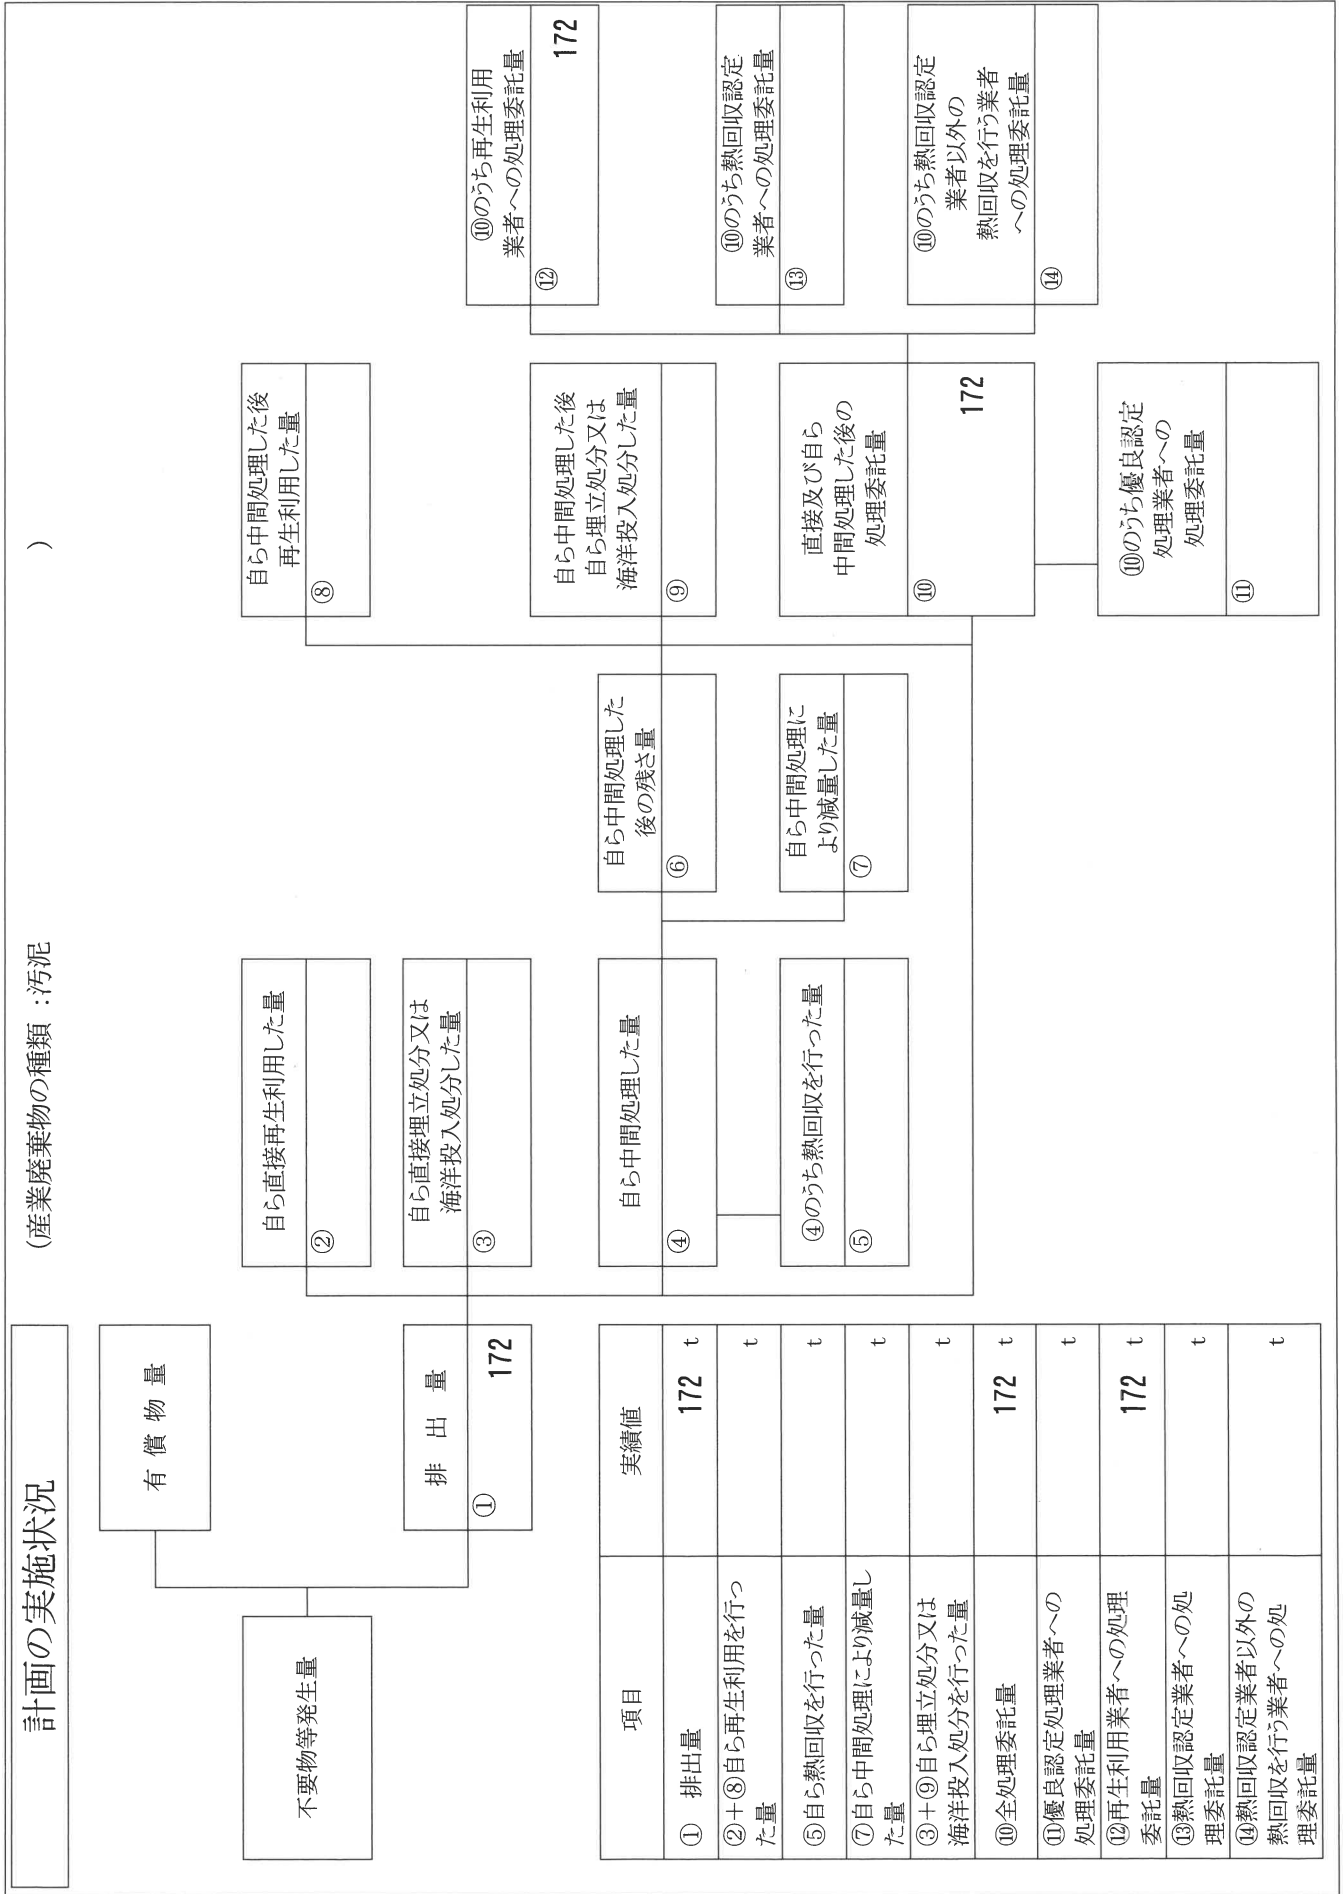 計画の実施状況
(産業廃棄物の種類 :汚泥
)
不要物等発生量
有 償 物 量
排 出 量
①
172
自ら直接再生利用した量
②
自ら直接埋立処分又は
海洋投入処分した量
③
自ら中間処理した量
④
④のうち熱回収を行った量
⑤
自ら中間処理した
後の残さ量
⑥
自ら中間処理に
より減量した量
⑦
自ら中間処理した後
再生利用した量
⑧
自ら中間処理した後
自ら埋立処分又は
海洋投入処分した量
⑨
直接及び自ら
中間処理した後の
処理委託量
⑩
172
⑩のうち優良認定
処理業者への
処理委託量
⑪
⑩のうち再生利用
業者への処理委託量
⑫
172
⑩のうち熱回収認定
業者への処理委託量
⑬
⑩のうち熱回収認定
業者以外の
熱回収を行う業者
への処理委託量
⑭
項目 実績値
① 排出量 172 t
②+⑧自ら再生利用を行っ
た量 t
⑤自ら熱回収を行った量 t
⑦自ら中間処理により減量し
た量 t
③+⑨自ら埋立処分又は
海洋投入処分を行った量 t
⑩全処理委託量 172 t
⑪優良認定処理業者への
処理委託量 t
⑫再生利用業者への処理
委託量 172 t
⑬熱回収認定業者への処
理委託量 t
⑭熱回収認定業者以外の
熱回収を行う業者への処
理委託量 t